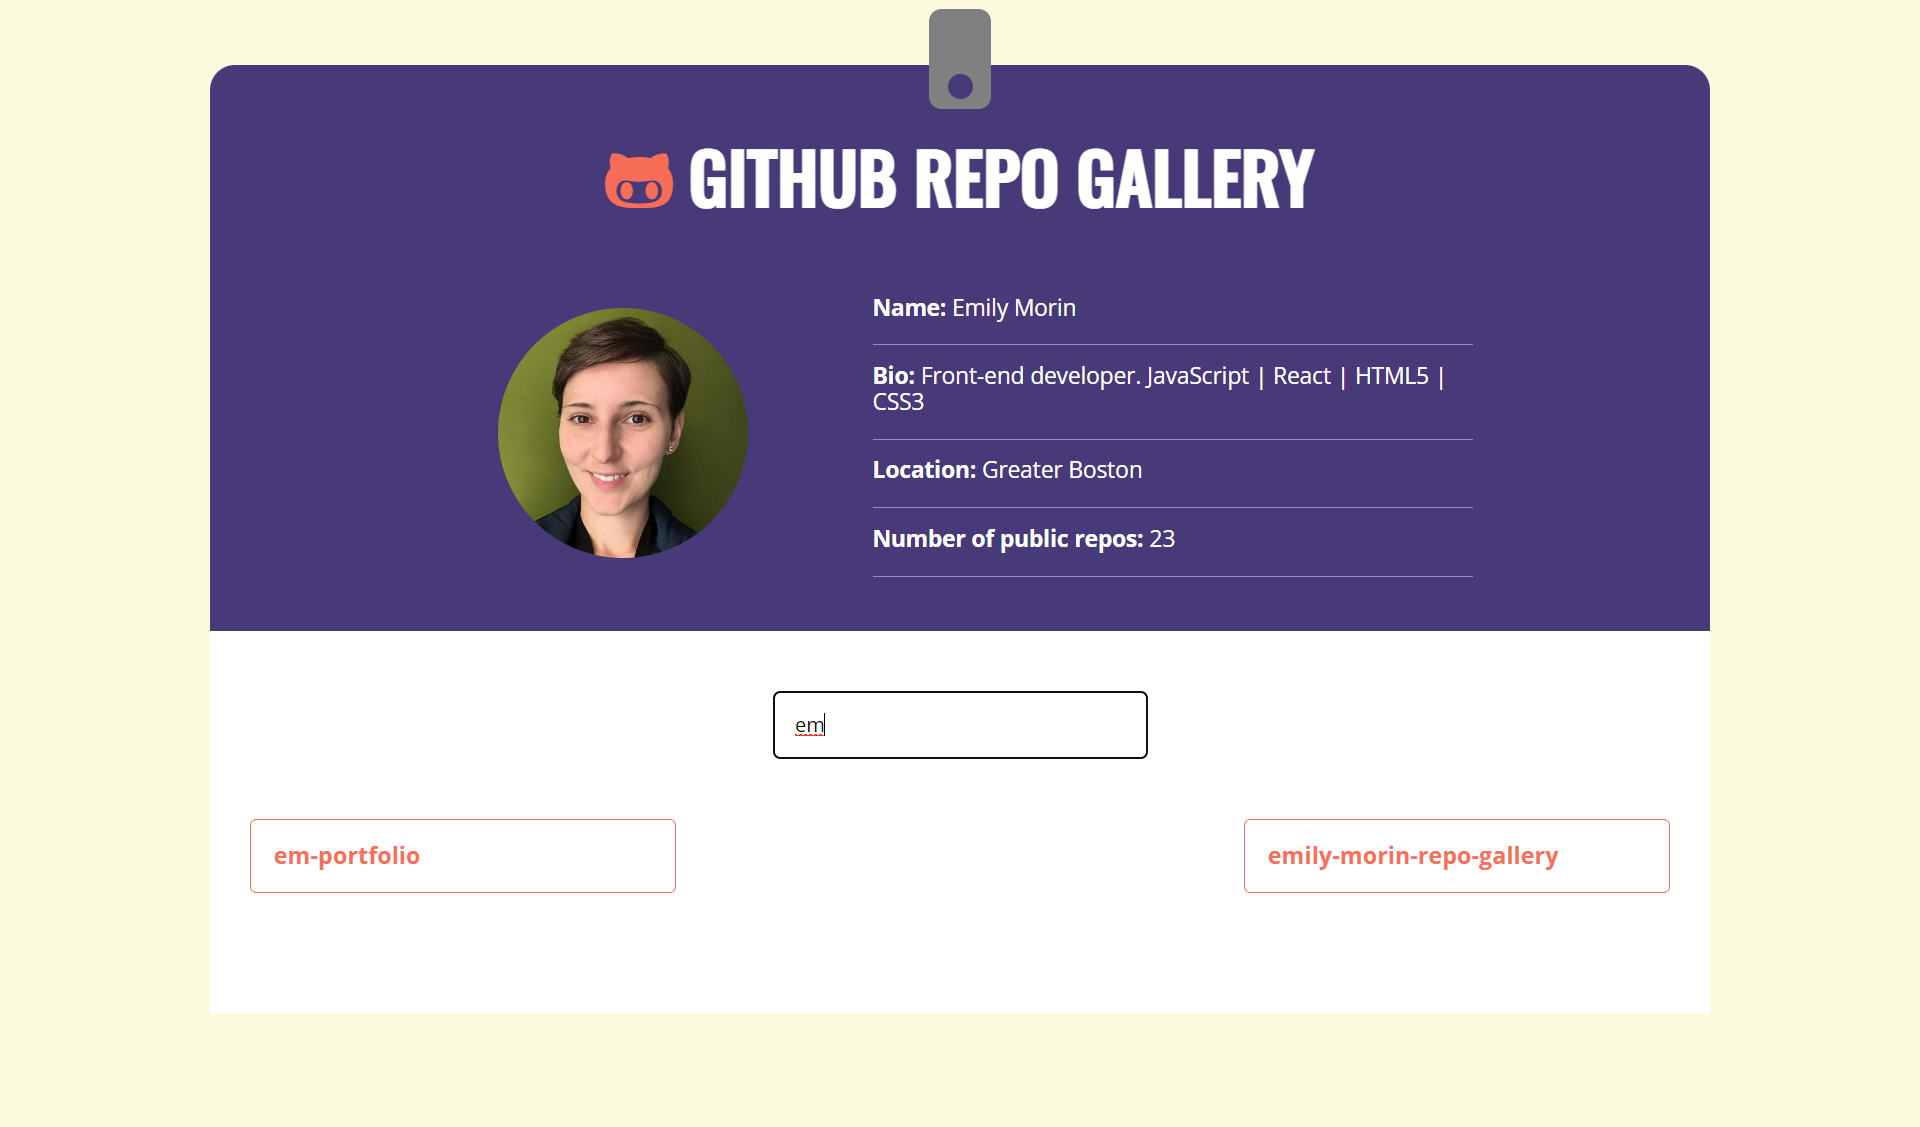 GITHUB REPO GALLERY
Name: Emily Morin
Bio: Front-end developer. JavaScript | React | HTML5 |
CSS3
Location: Greater Boston
Number of public repos: 23
em
em-portfolio
emily-morin-repo-gallery